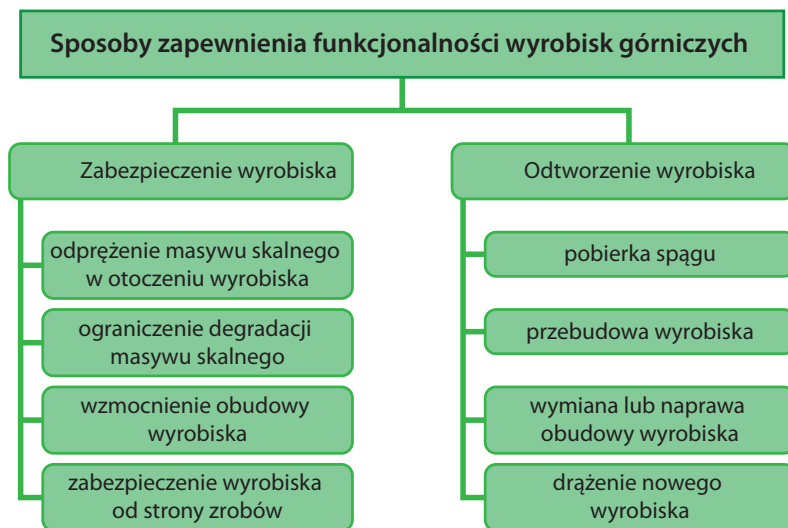 Sposoby zapewnienia funkcjonalności wyrobisk górniczych
Zabezpieczenie wyrobiska
odprężenie masywu skalnego
w otoczeniu wyrobiska
ograniczenie degradacji
masywu skalnego
wzmocnienie obudowy
wyrobiska
zabezpieczenie wyrobiska
od strony zrobów
Odtworzenie wyrobiska
pobierka spągu
przebudowa wyrobiska
wymiana lub naprawa
obudowy wyrobiska
drążenie nowego
wyrobiska